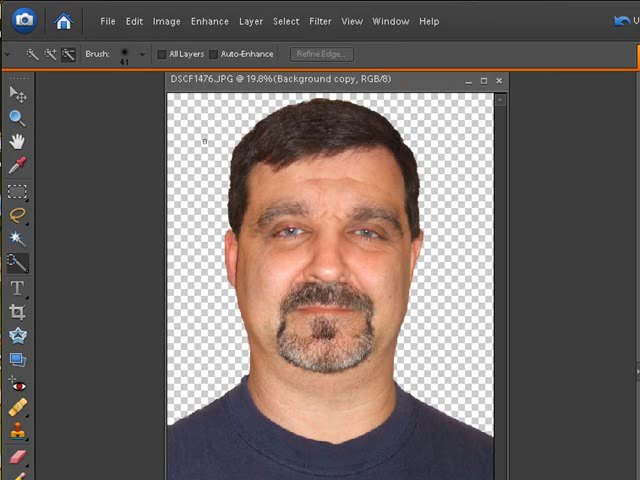 File Edit Image Enhance Layer Select Filter View Window Help
Brush: 41 All Layers Auto-Enhance Refine Edge...
DSCF1476.JPG @ 19.8%(Background copy, RGB/8)